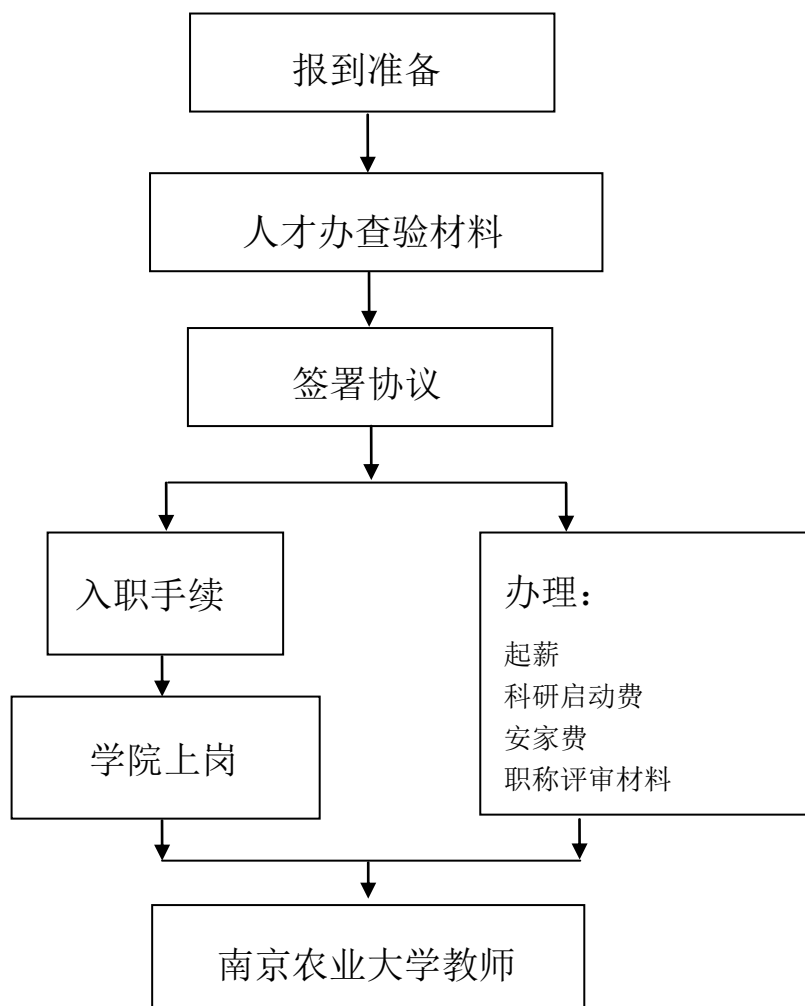 报到准备
人才办查验材料
签署协议
入职手续
学院上岗
办理：
起薪
科研启动费
安家费
职称评审材料
南京农业大学教师